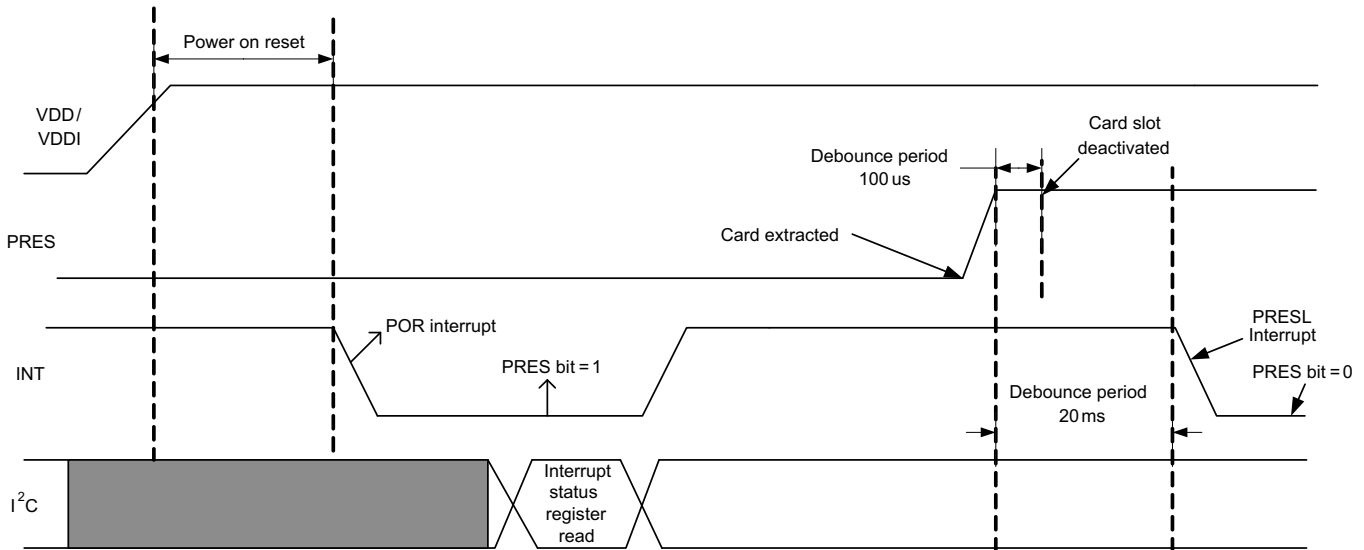 Power on reset
VDD/
VDDI
Card slot
deactivated
Debounce period
100 us
PRES
Card extracted
POR interrupt
PRESL
Interrupt
INT
PRES bit = 1
PRES bit = 0
Debounce period
20 ms
I²C
Interrupt
status
register
read